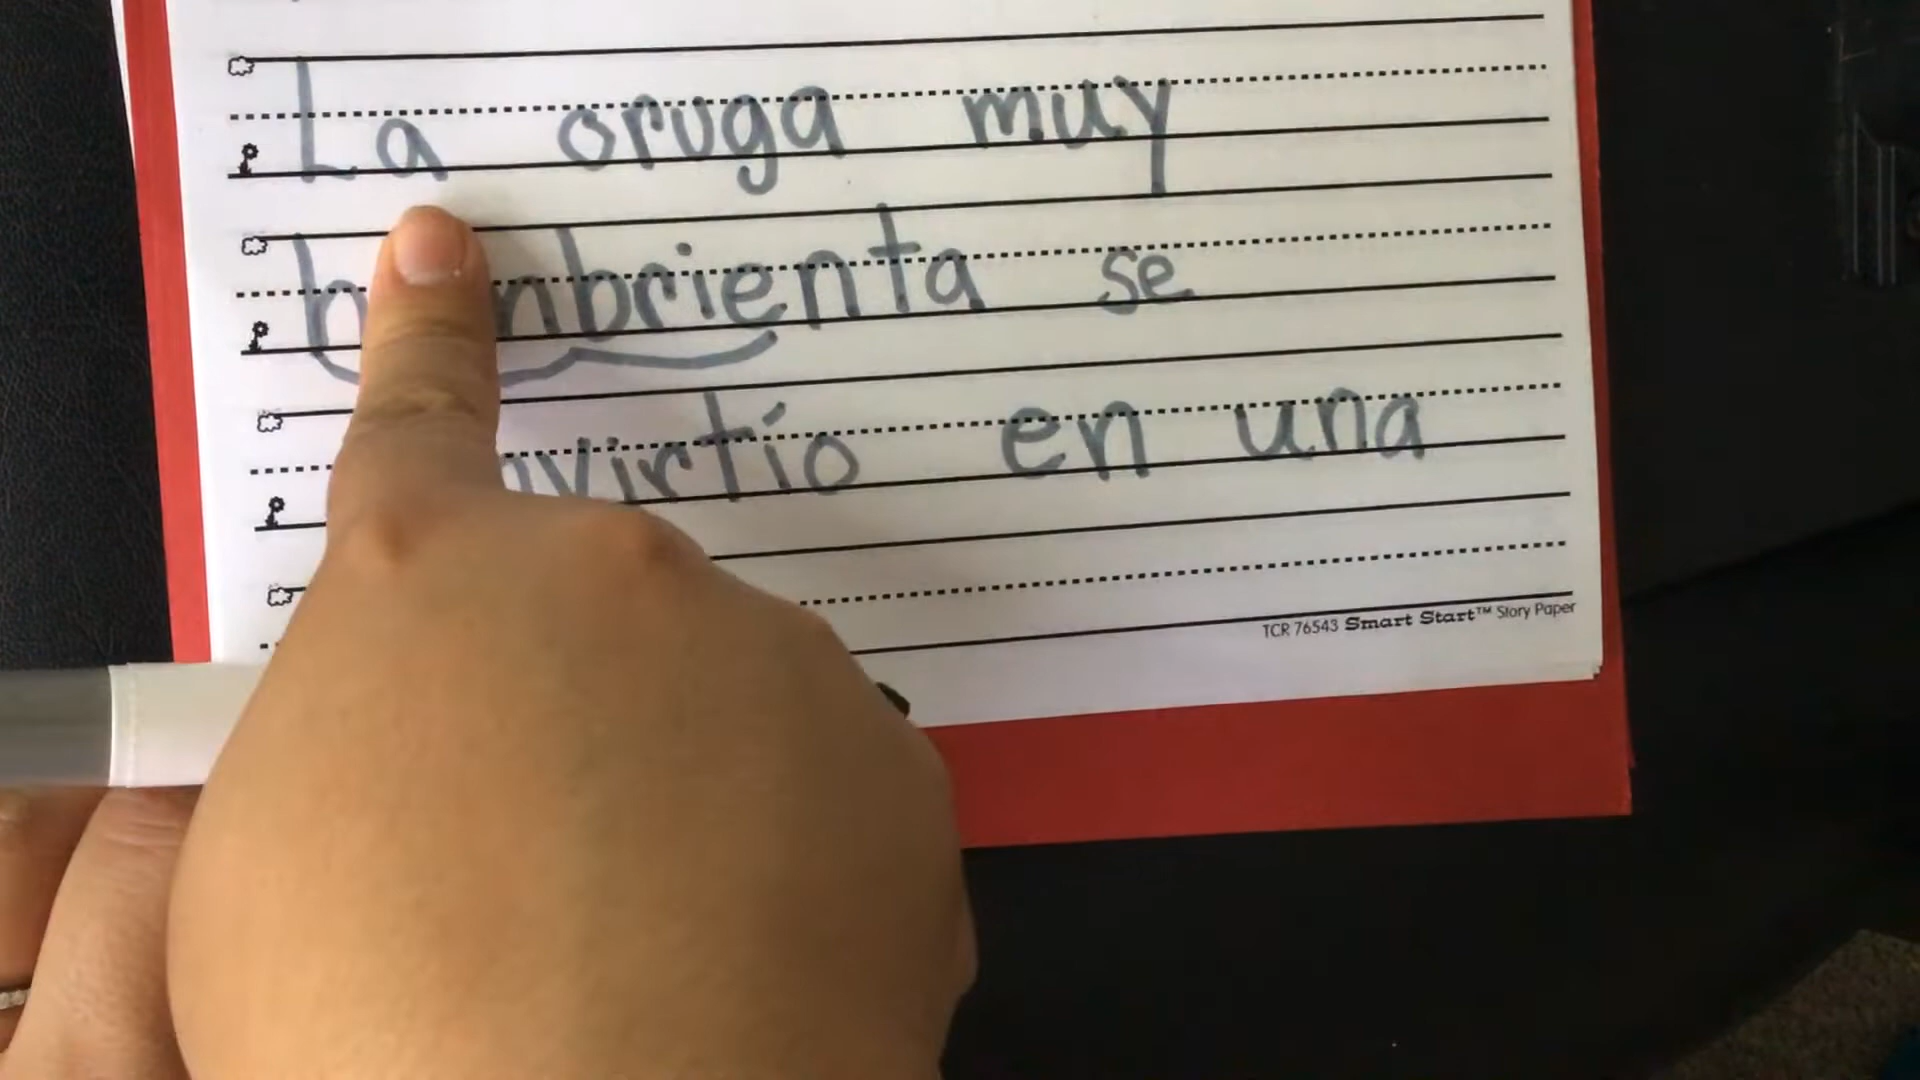 La oruga muy
se
en una
TCR 76543 Smart Start™ Story Paper